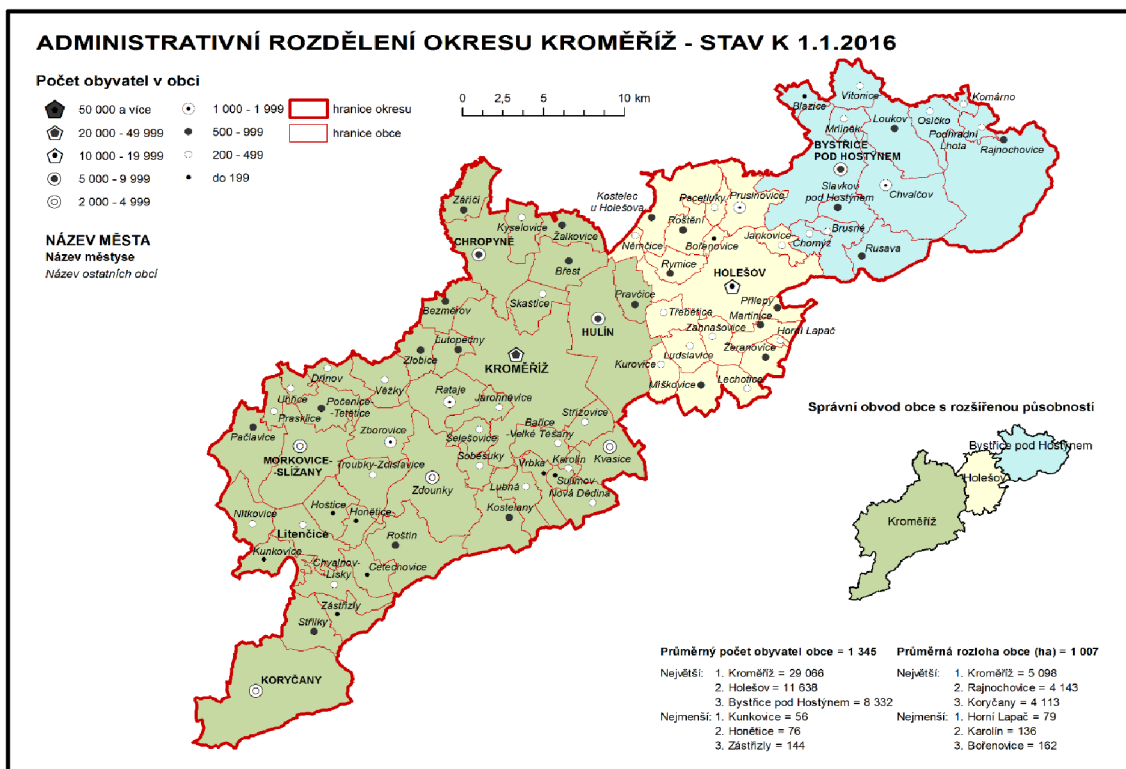 ADMINISTRATIVNÍ ROZDĚLENÍ OKRESU KROMĚŘÍŽ - STAV K 1.1.2016
Počet obyvatel v obci
50 000 a více
20 000 - 49 999
10 000 - 19 999
5 000 - 9 999
2 000 - 4 999
1 000 - 1 999
500 - 999
200 - 499
do 199
hranice okresu
hranice obce
0 2,5 5 10 km
NÁZEV MĚSTA
Název městyse
Název ostatních obcí
Blazice
Vítonice
Komárno
Mrlínek
Loukov
Osíčko
Podhradní
Lhota
Rajnochovice
BYSTŘICE
POD HOSTÝNEM
Slavkov
pod Hostýnem
Chvalčov
Brusné
Chomýž
Rusava
Kostelec
u Holešova
Pacetluky
Prusinovice
Roštění
Němčice
Bořenovice
Jankovice
Rymice
HOLEŠOV
Přílepy
Martinice
Třebětice
Zahnašovice
Horní Lapač
Žeranovice
Ludslavice
Kurovice
Lechotice
Míškovice
Záříčí
Kyselovice
Žalkovice
CHROPYNĚ
Břest
Skaštice
Pravčice
Bezměrov
HULÍN
Lutopecny
Zlobice
KROMĚŘÍŽ
Dřínov
Věžky
Rataje
Jarohněvice
Uhřice
Počenice-
Tetětice
Prasklice
Pačlavice
Zborovice
Šelešovice
Bařice
-Velké Těšany
Střížovice
MORKOVICE-
SLÍŽANY
Troubky-Zdislavice
Soběsuky
Vrbka
Karolín
Kvasice
Sulimov
Zdounky
Lubná
Nová Dědina
Hoštice
Honětice
Kostelany
Nítkovice
Litenčice
Roštín
Kunkovice
Chvalnov-
Lísky
Cetechovice
Zástřizly
Střílky
KORYČANY
Správní obvod obce s rozšířenou působností
Bystřice pod Hostýnem
Holešov
Kroměříž
Průměrný počet obyvatel obce = 1 345
Největší: 1. Kroměříž = 29 066
2. Holešov = 11 638
3. Bystřice pod Hostýnem = 8 332
Nejmenší: 1. Kunkovice = 56
2. Honětice = 76
3. Zástřizly = 144
Průměrná rozloha obce (ha) = 1 007
Největší: 1. Kroměříž = 5 098
2. Rajnochovice = 4 143
3. Koryčany = 4 113
Nejmenší: 1. Horní Lapač = 79
2. Karolín = 136
3. Bořenovice = 162